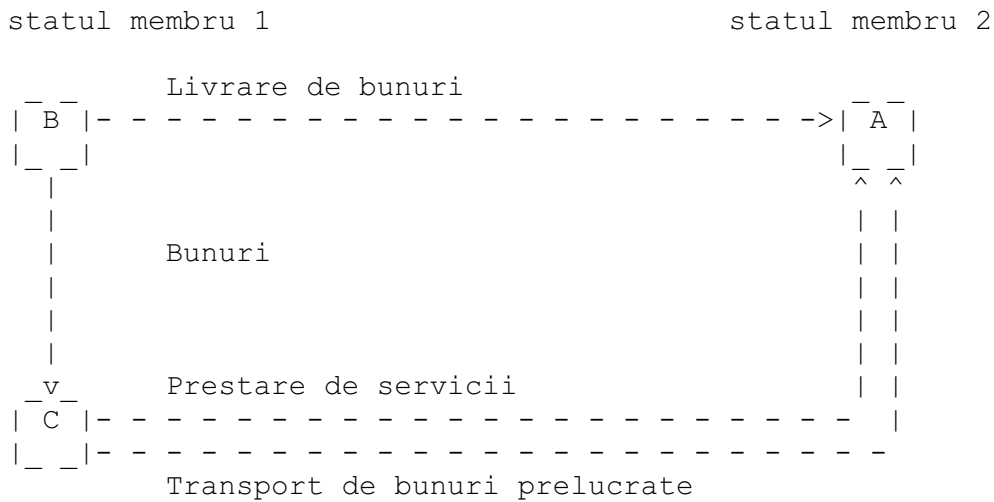 statul membru 1 statul membru 2
Livrare de bunuri
B A
Bunuri
Prestare de servicii
C
Transport de bunuri prelucrate